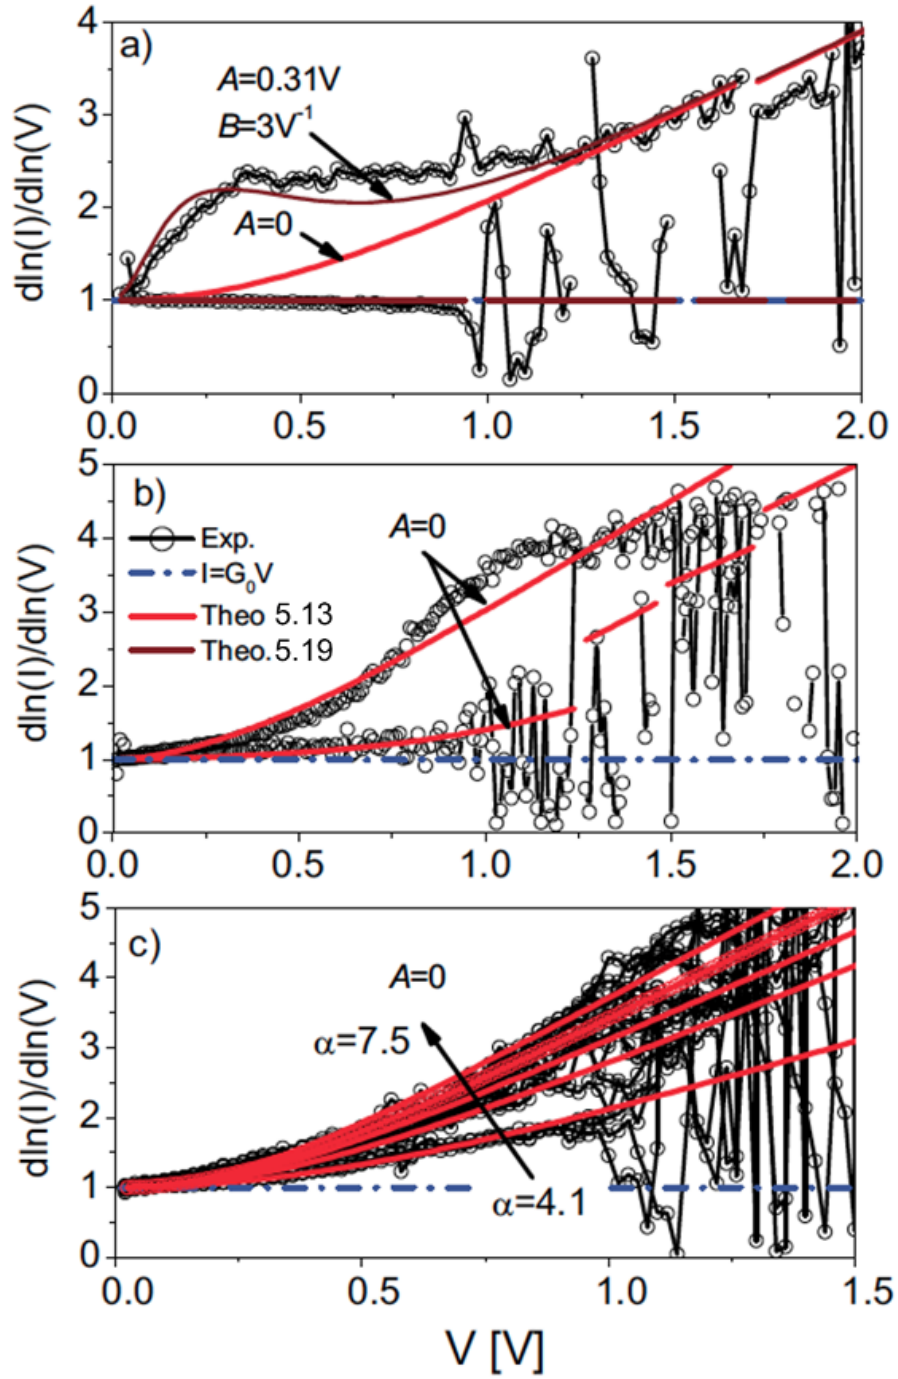 4
a)
A=0.31V
3
B=3V⁻¹
2
A=0
1
0
dln(I)/dln(V)
0.0 0.5 1.0 1.5 2.0
5
b)
4
A=0
Exp.
I=G₀V
3
Theo 5.13
2
Theo.5.19
1
0
dln(I)/dln(V)
0.0 0.5 1.0 1.5 2.0
5
c)
4
A=0
α=7.5
3
2
1
α=4.1
0
dln(I)/dln(V)
0.0 0.5 1.0 1.5
V [V]